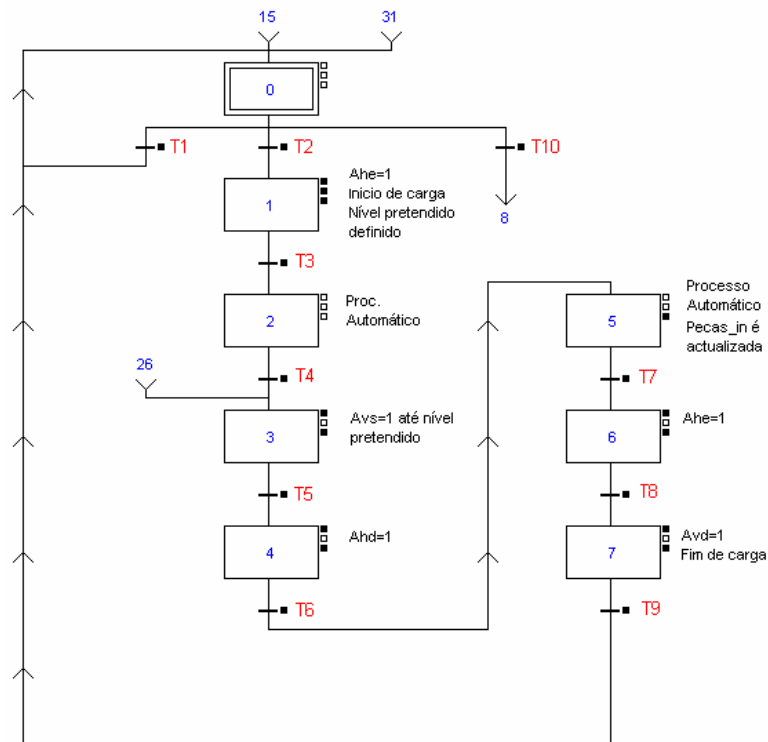 15
31
0
T1
T2
T10
1
Ahe=1
Inicio de carga
Nível pretendido
definido
8
T3
2
Proc.
Automático
26
T4
3
Avs=1 até nível
pretendido
T5
4
Ahd=1
T6
5
Processo
Automático
Pecas_in é
actualizada
T7
6
Ahe=1
T8
7
Avd=1
Fim de carga
T9